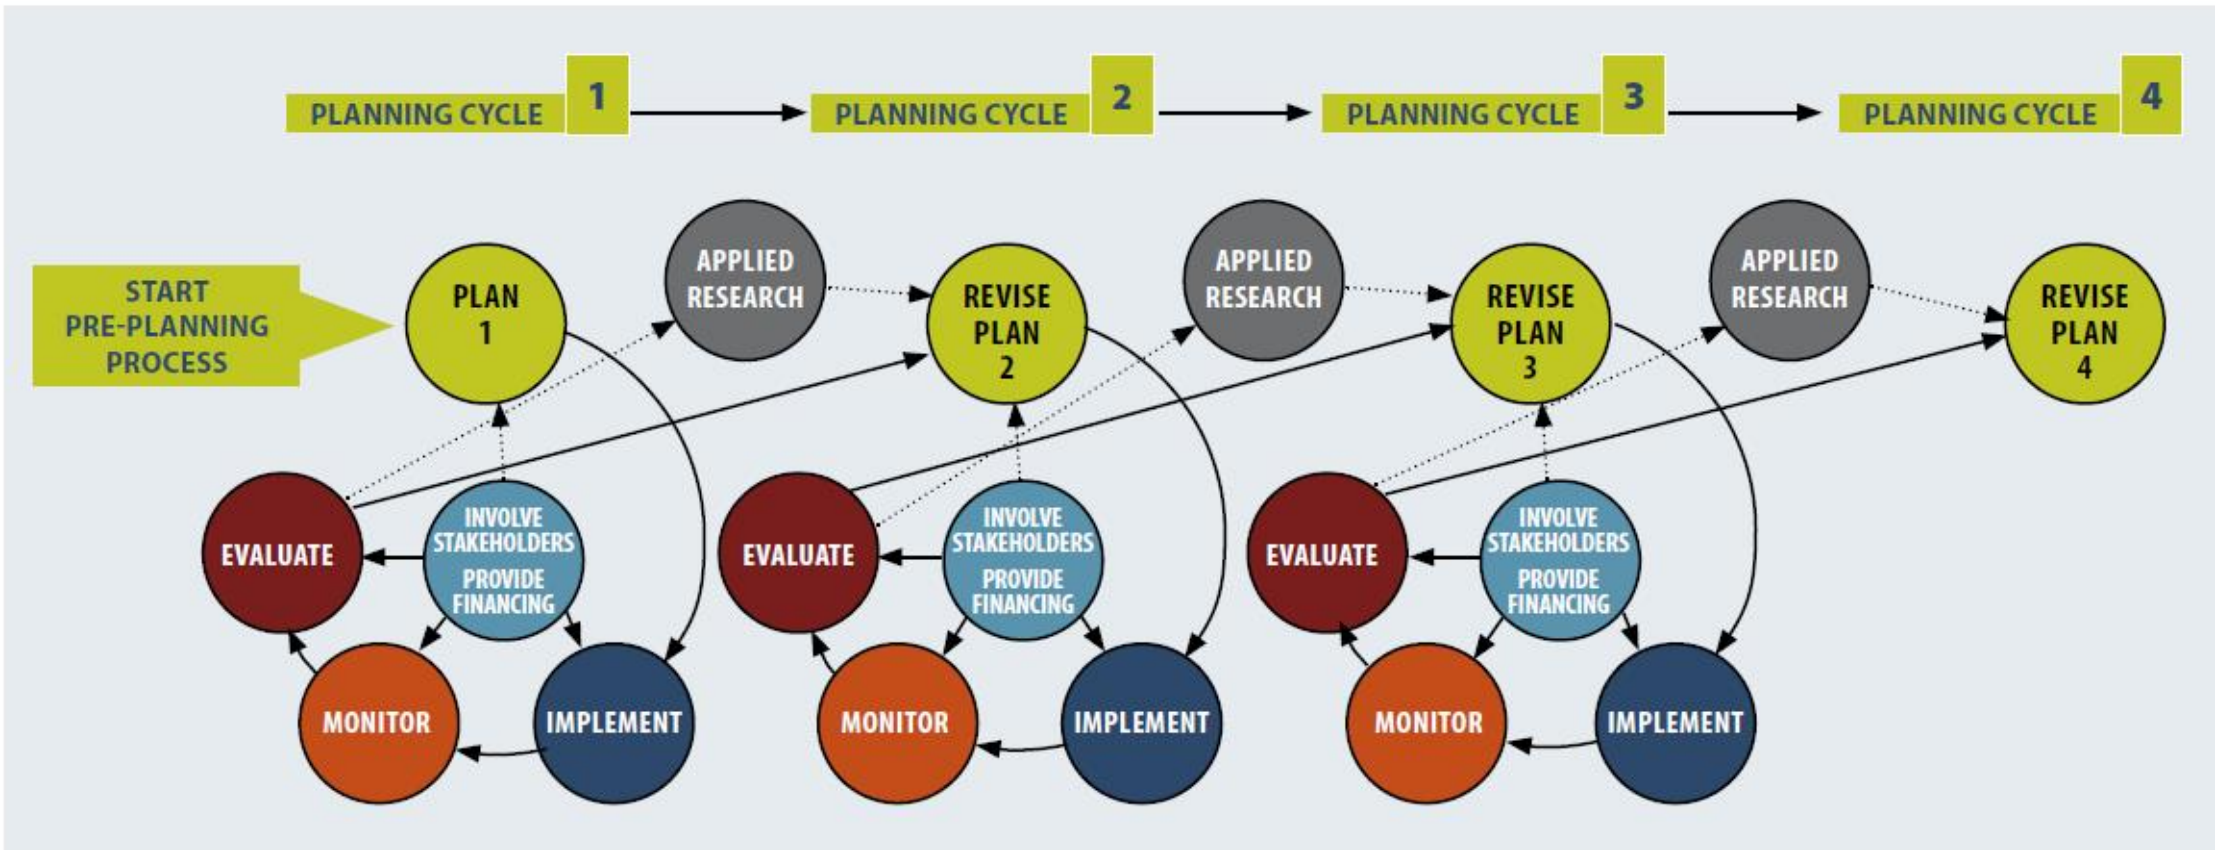 PLANNING CYCLE 1
PLANNING CYCLE 2
PLANNING CYCLE 3
PLANNING CYCLE 4
START
PRE-PLANNING
PROCESS
PLAN
1
APPLIED
RESEARCH
REVISE
PLAN
2
APPLIED
RESEARCH
REVISE
PLAN
3
APPLIED
RESEARCH
REVISE
PLAN
4
EVALUATE
INVOLVE
STAKEHOLDERS
PROVIDE
FINANCING
MONITOR
IMPLEMENT
EVALUATE
INVOLVE
STAKEHOLDERS
PROVIDE
FINANCING
MONITOR
IMPLEMENT
EVALUATE
INVOLVE
STAKEHOLDERS
PROVIDE
FINANCING
MONITOR
IMPLEMENT